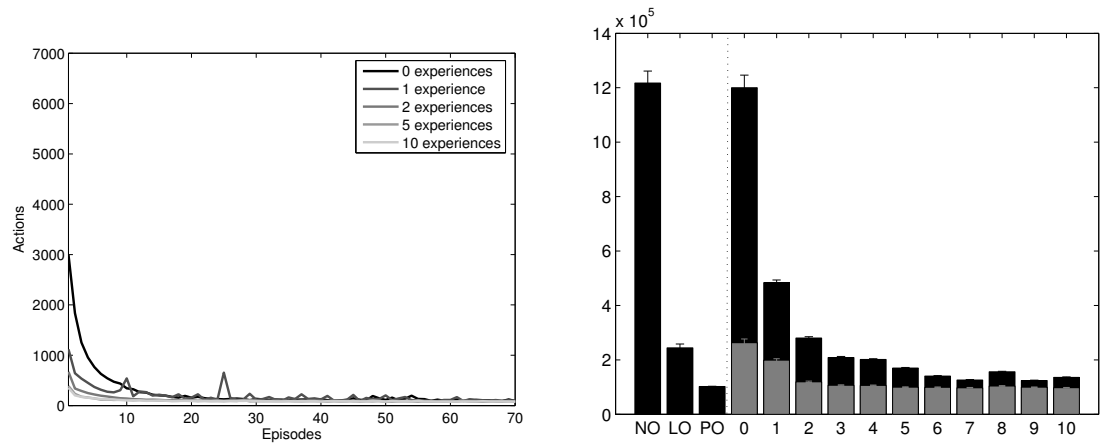 7000
6000
5000
4000
3000
2000
1000
0
10 20 30 40 50 60 70
Actions
Episodes
0 experiences
1 experience
2 experiences
5 experiences
10 experiences
x 10^5
14
12
10
8
6
4
2
0
NO LO PO 0 1 2 3 4 5 6 7 8 9 10